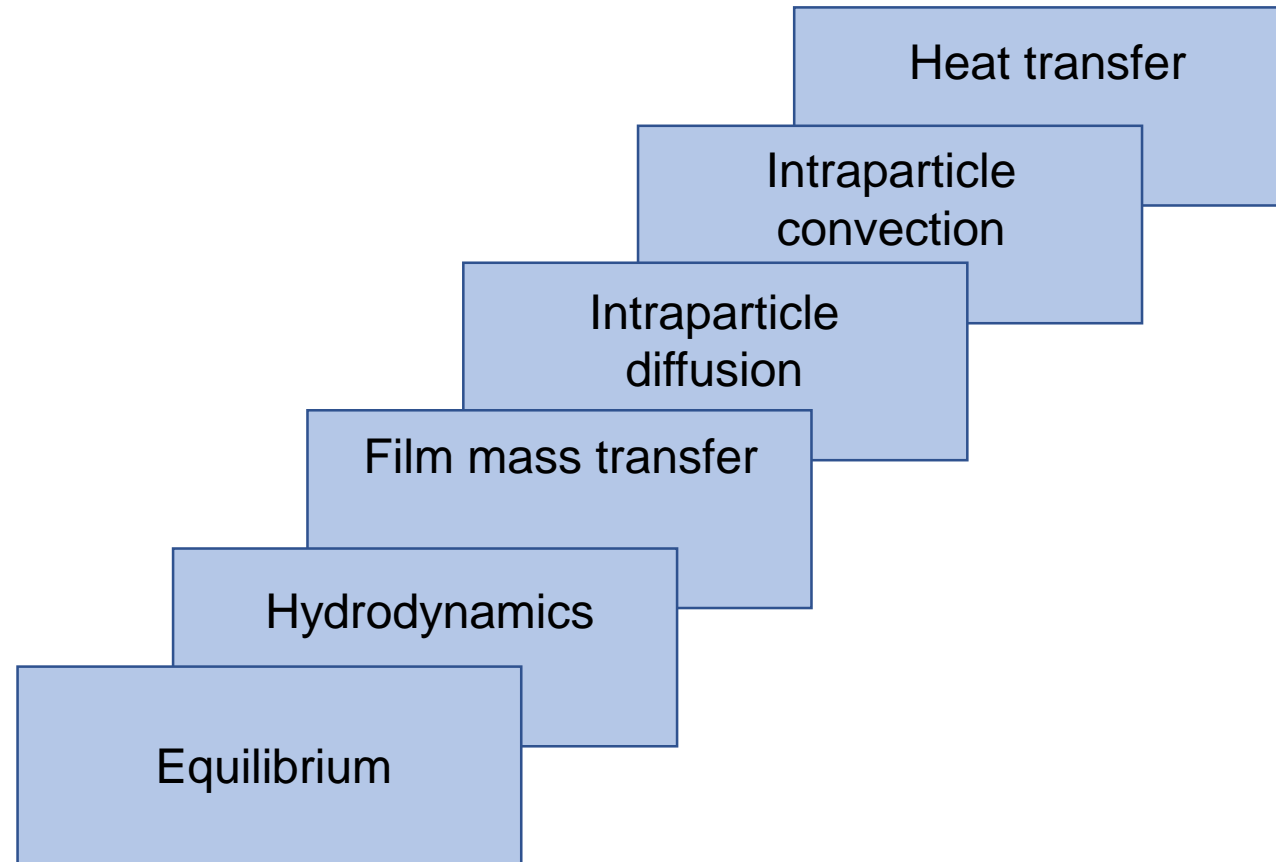 Heat transfer
Intraparticle
convection
Intraparticle
diffusion
Film mass transfer
Hydrodynamics
Equilibrium